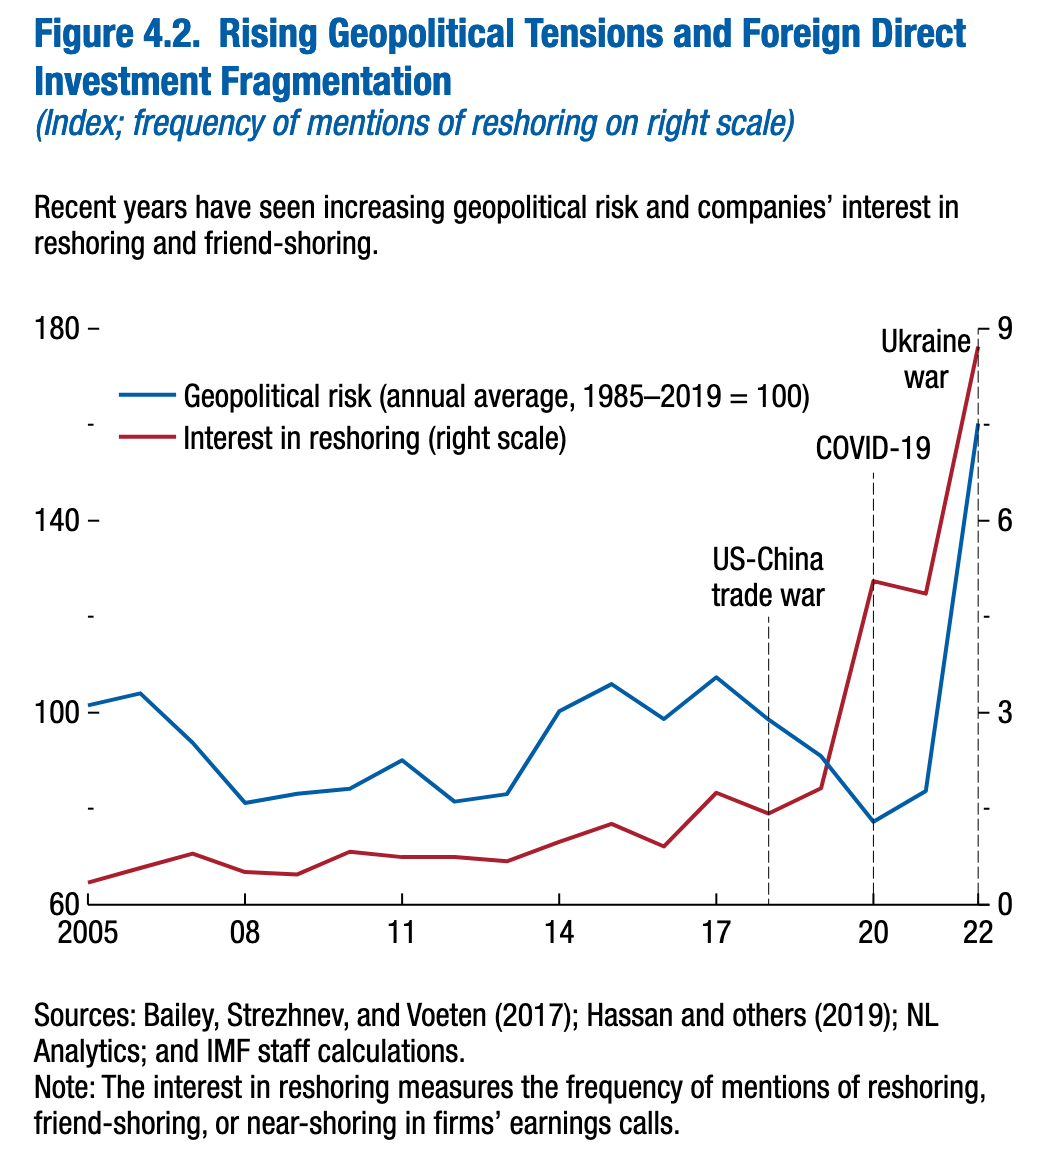 Figure 4.2. Rising Geopolitical Tensions and Foreign Direct
Investment Fragmentation
(Index; frequency of mentions of reshoring on right scale)
Recent years have seen increasing geopolitical risk and companies’ interest in
reshoring and friend-shoring.
180
9
Ukraine
war
Geopolitical risk (annual average, 1985–2019 = 100)
Interest in reshoring (right scale)
COVID-19
140
6
US-China
trade war
100
3
60
0
2005 08 11 14 17 20 22
Sources: Bailey, Strezhnev, and Voeten (2017); Hassan and others (2019); NL
Analytics; and IMF staff calculations.
Note: The interest in reshoring measures the frequency of mentions of reshoring,
friend-shoring, or near-shoring in firms’ earnings calls.